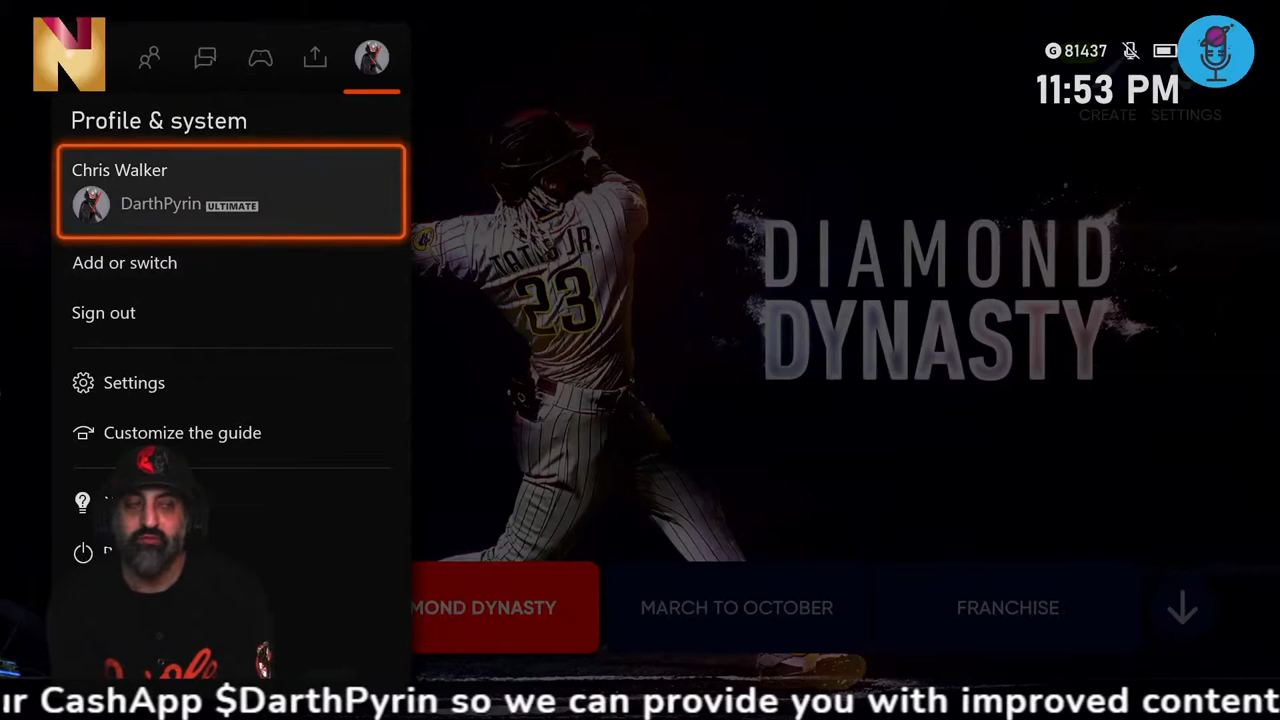 N
G 81437
11:53 PM
CREATE SETTINGS
Profile & system
Chris Walker
DarthPyrin ULTIMATE
Add or switch
Sign out
Settings
Customize the guide
TATIS JR.
23
DIAMOND
DYNASTY
MOND DYNASTY
MARCH TO OCTOBER
FRANCHISE
ur CashApp $DarthPyrin so we can provide you with improved content.